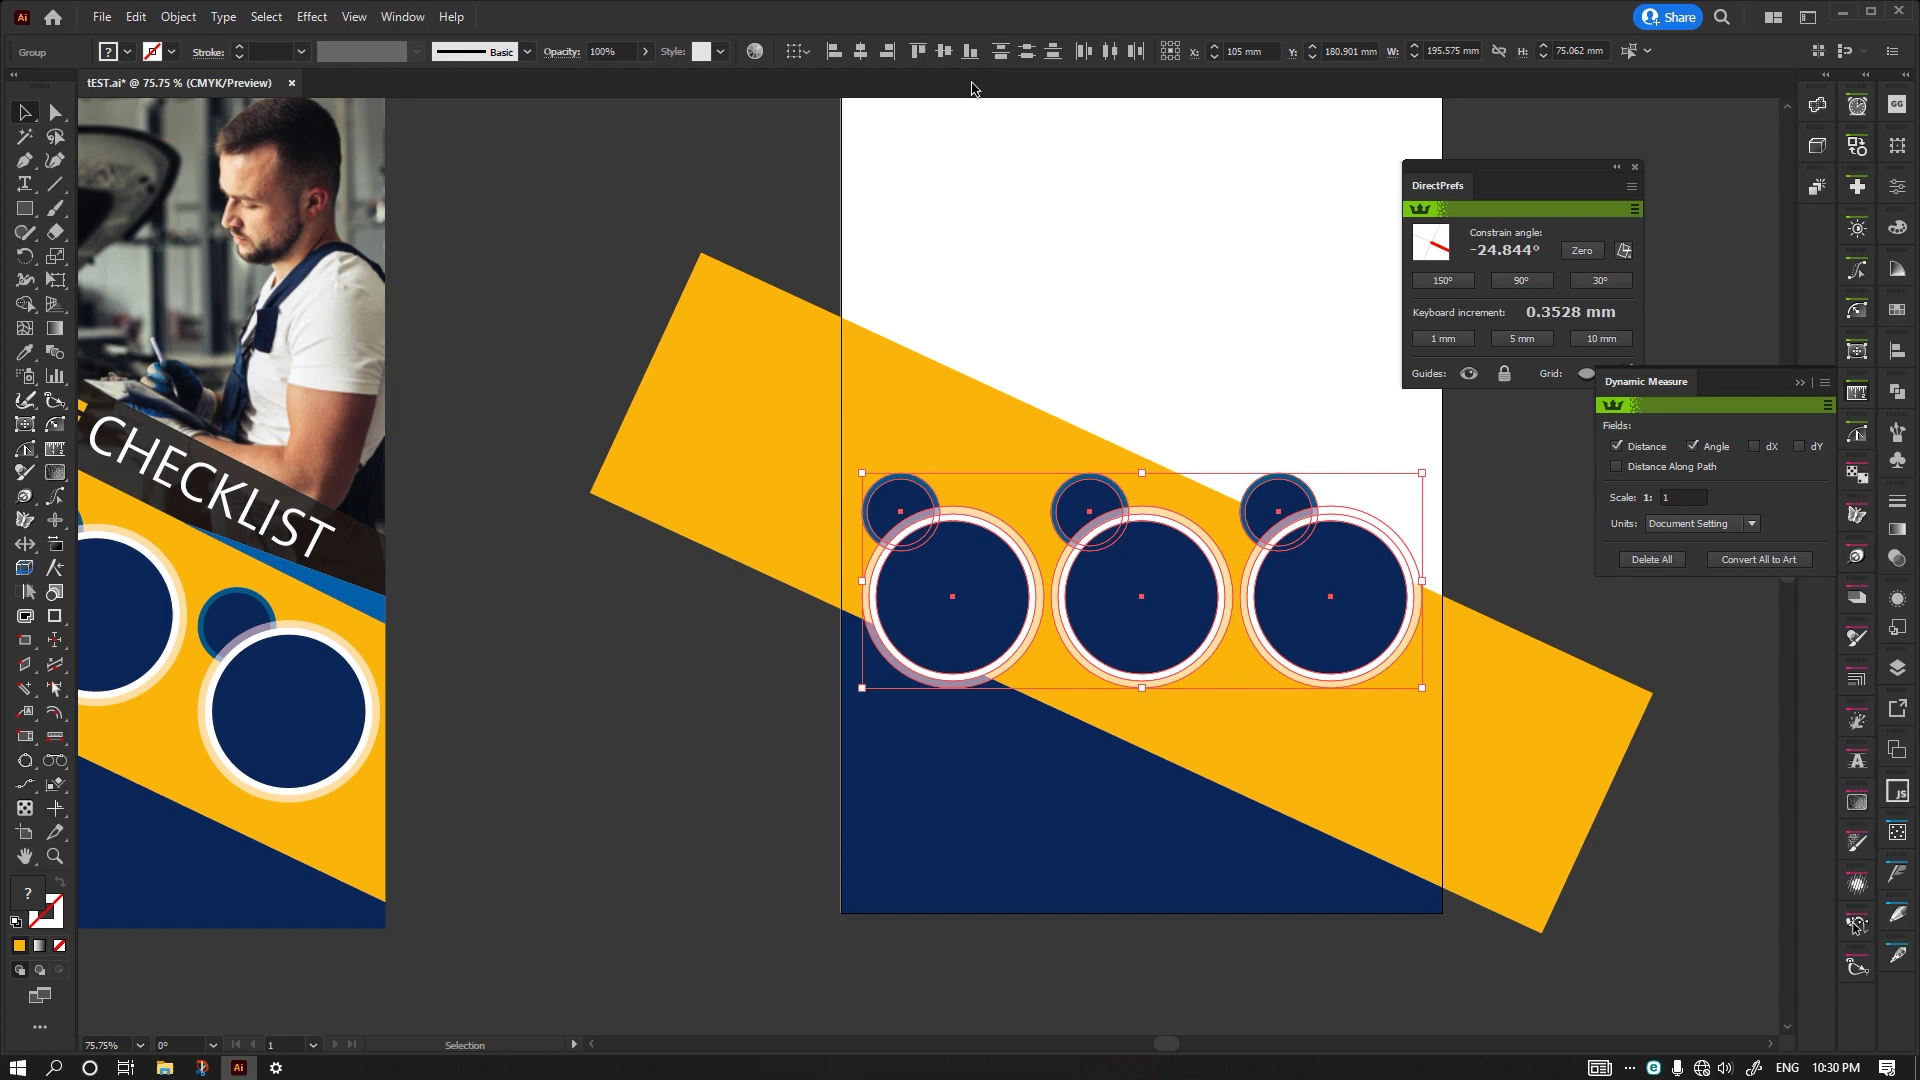 Ai File Edit Object Type Select Effect View Window Help Share
Group ? Stroke: Basic Opacity: 100% Style: X: 105 mm Y: 180.901 mm W: 195.575 mm H: 75.062 mm
tEST.ai* @ 75.75 % (CMYK/Preview)
DirectPrefs
Constrain angle:
-24.844°
Zero
150° 90° 30°
Keyboard increment: 0.3528 mm
1 mm 5 mm 10 mm
Guides: Grid:
Dynamic Measure
Fields:
Distance Angle dX dY
Distance Along Path
Scale: 1: 1
Units: Document Setting
Delete All Convert All to Art
CHECKLIST
GG
JS
?
75.75% 0° 1 Selection
Ai ENG 10:30 PM